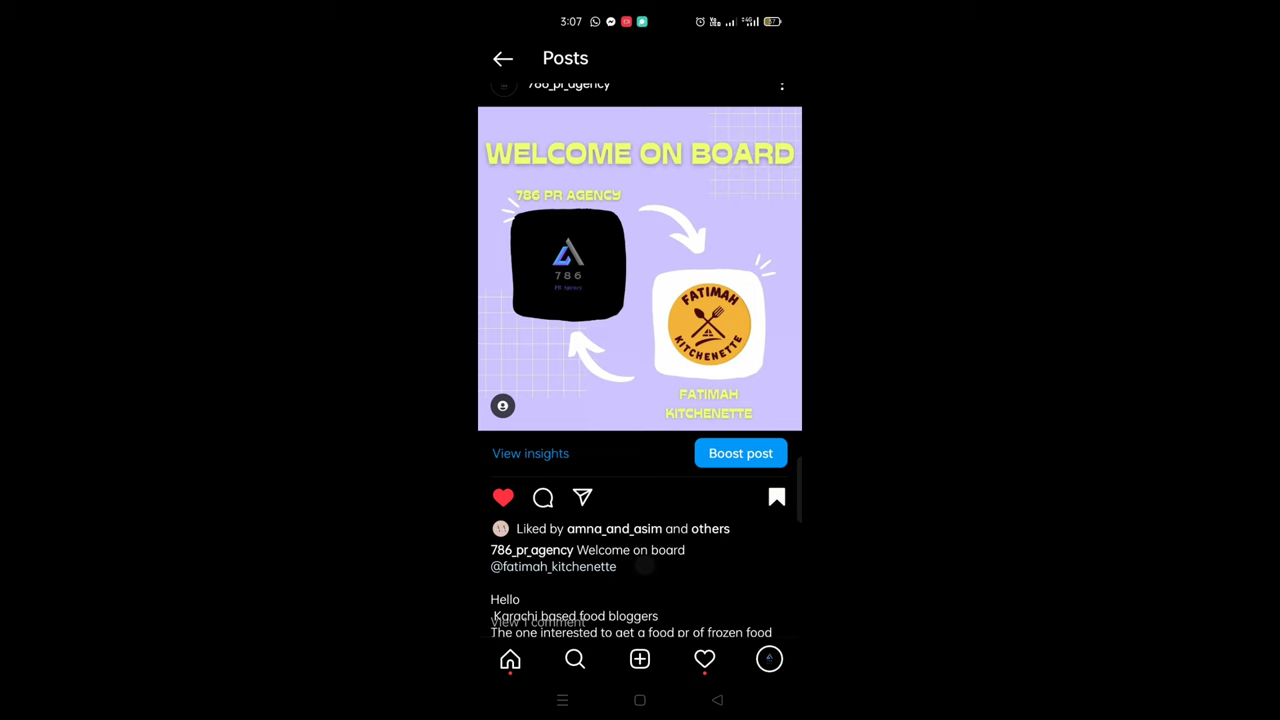 3:07
Posts
786_pr_agency
WELCOME ON BOARD
786 PR AGENCY
786
PR Agency
FATIMAH
KITCHENETTE
FATIMAH
KITCHENETTE
View insights
Boost post
Liked by amna_and_asim and others
786_pr_agency Welcome on board
@fatimah_kitchenette
Hello
Karachi based food bloggers
View 1 comment
The one interested to get a food pr of frozen food